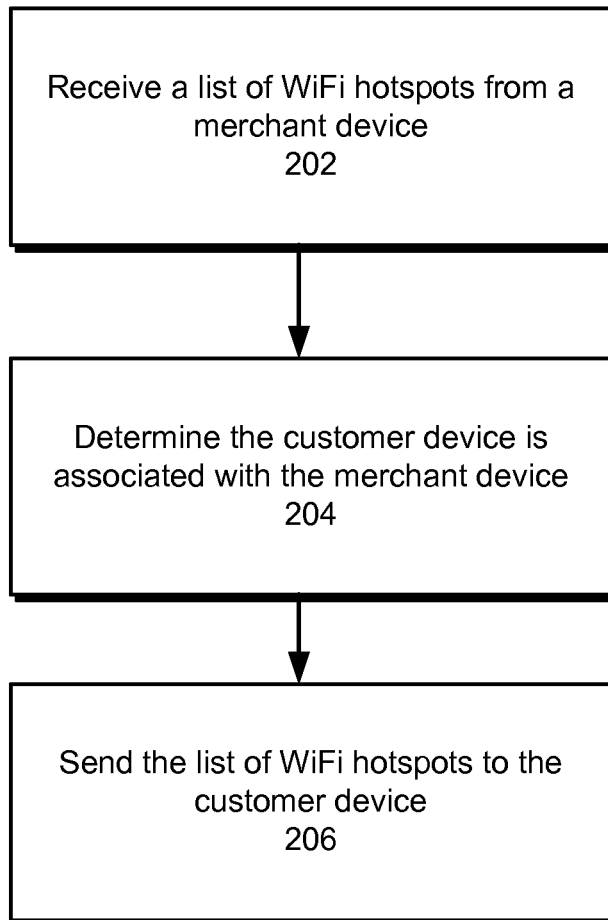 Receive a list of WiFi hotspots from a
merchant device
202
Determine the customer device is
associated with the merchant device
204
Send the list of WiFi hotspots to the
customer device
206